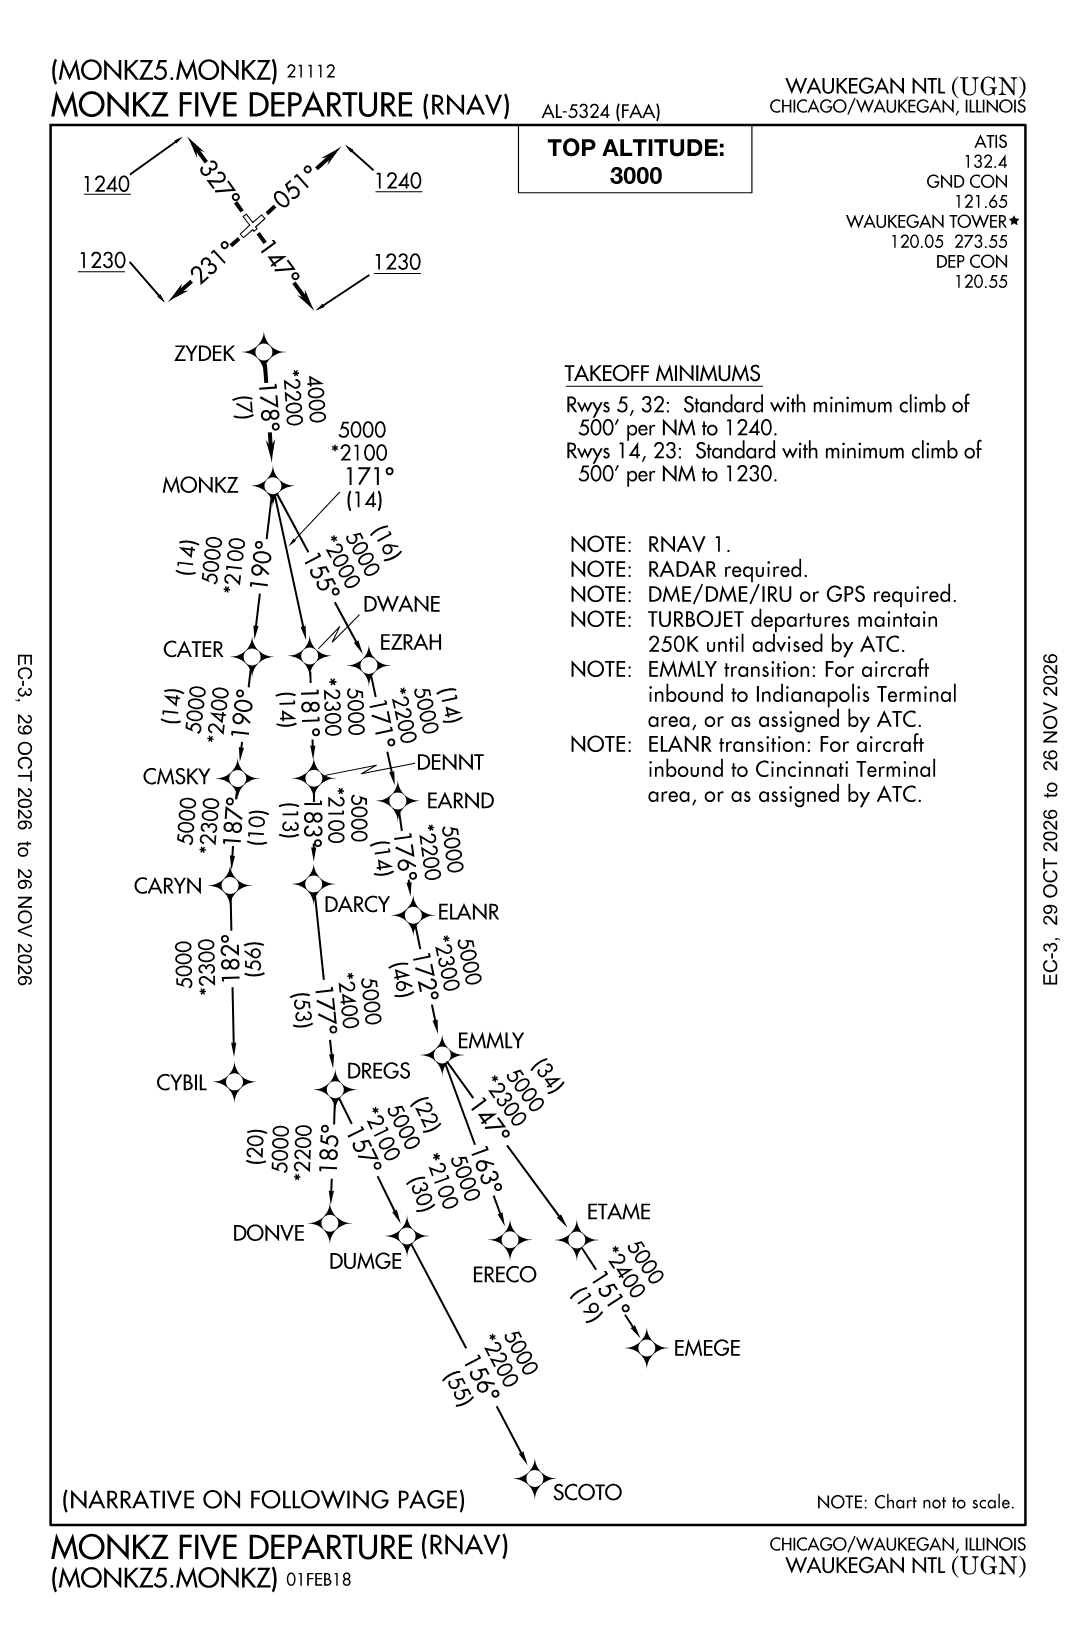 (MONKZ5.MONKZ) 21112
MONKZ FIVE DEPARTURE (RNAV)
AL-5324 (FAA)
WAUKEGAN NTL (UGN)
CHICAGO/WAUKEGAN, ILLINOIS
TOP ALTITUDE:
3000
ATIS
132.4
GND CON
121.65
WAUKEGAN TOWER★
120.05 273.55
DEP CON
120.55
1240
327°
051°
1240
1230
231°
147°
1230
ZYDEK
4000
*2200
178°
(7)
MONKZ
5000
*2100
171°
(14)
(14)
5000
*2100
190°
(16)
5000
*2000
155°
DWANE
CATER
EZRAH
(14)
5000
*2400
190°
5000
*2300
181°
(14)
(14)
5000
*2200
171°
CMSKY
DENNT
EARND
5000
*2300
187°
(10)
5000
*2100
183°
(13)
5000
*2200
176°
(14)
CARYN
DARCY
ELANR
5000
*2300
182°
(56)
5000
*2400
177°
(53)
5000
*2300
172°
(46)
EMMLY
CYBIL
DREGS
(34)
5000
*2300
147°
(20)
5000
*2200
185°
(22)
5000
*2100
157°
163°
5000
*2100
(30)
DONVE
DUMGE
ERECO
ETAME
5000
*2400
151°
(19)
EMEGE
5000
*2200
156°
(55)
SCOTO
TAKEOFF MINIMUMS
Rwys 5, 32: Standard with minimum climb of
500′ per NM to 1240.
Rwys 14, 23: Standard with minimum climb of
500′ per NM to 1230.
NOTE: RNAV 1.
NOTE: RADAR required.
NOTE: DME/DME/IRU or GPS required.
NOTE: TURBOJET departures maintain
250K until advised by ATC.
NOTE: EMMLY transition: For aircraft
inbound to Indianapolis Terminal
area, or as assigned by ATC.
NOTE: ELANR transition: For aircraft
inbound to Cincinnati Terminal
area, or as assigned by ATC.
EC-3, 29 OCT 2026 to 26 NOV 2026
EC-3, 29 OCT 2026 to 26 NOV 2026
(NARRATIVE ON FOLLOWING PAGE)
NOTE: Chart not to scale.
MONKZ FIVE DEPARTURE (RNAV)
(MONKZ5.MONKZ) 01FEB18
CHICAGO/WAUKEGAN, ILLINOIS
WAUKEGAN NTL (UGN)